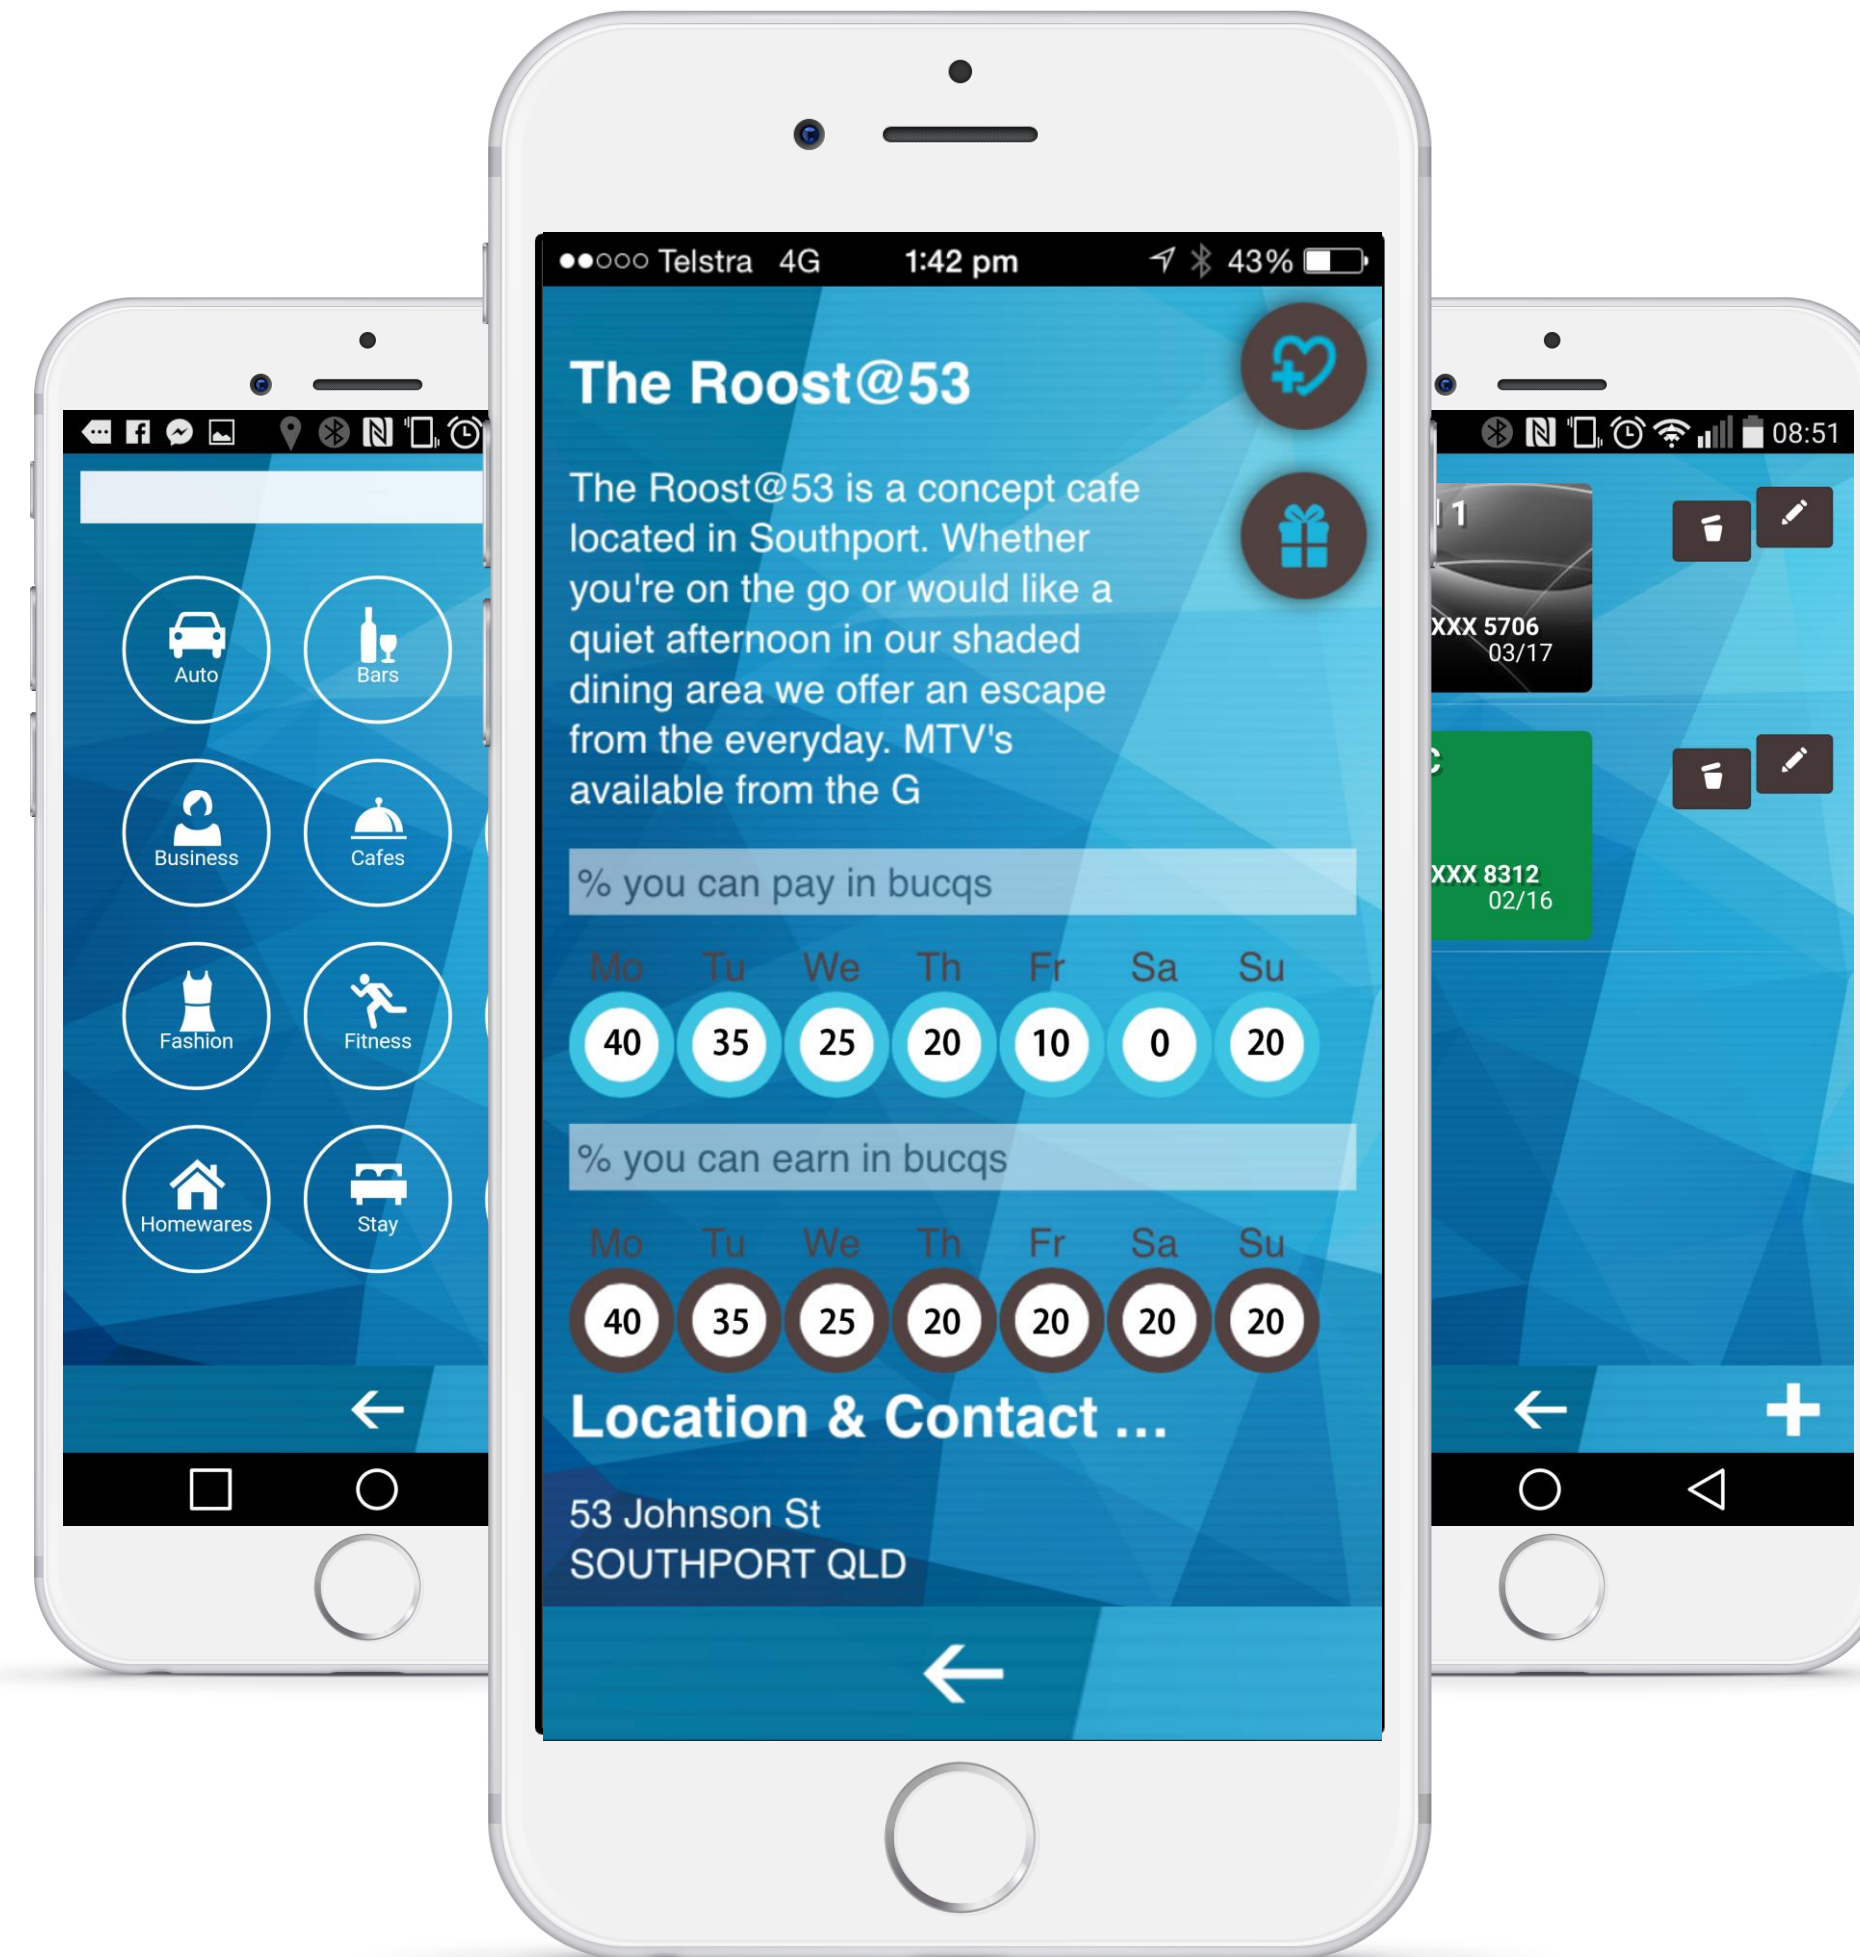 Auto
Bars
Business
Cafes
Fashion
Fitness
Homewares
Stay
Telstra 4G 1:42 pm 43%
The Roost@53
The Roost@53 is a concept cafe
located in Southport. Whether
you're on the go or would like a
quiet afternoon in our shaded
dining area we offer an escape
from the everyday. MTV's
available from the G
% you can pay in bucqs
Mo Tu We Th Fr Sa Su
40 35 25 20 10 0 20
% you can earn in bucqs
Mo Tu We Th Fr Sa Su
40 35 25 20 20 20 20
Location & Contact ...
53 Johnson St
SOUTHPORT QLD
08:51
1
XXX 5706
03/17
XXX 8312
02/16